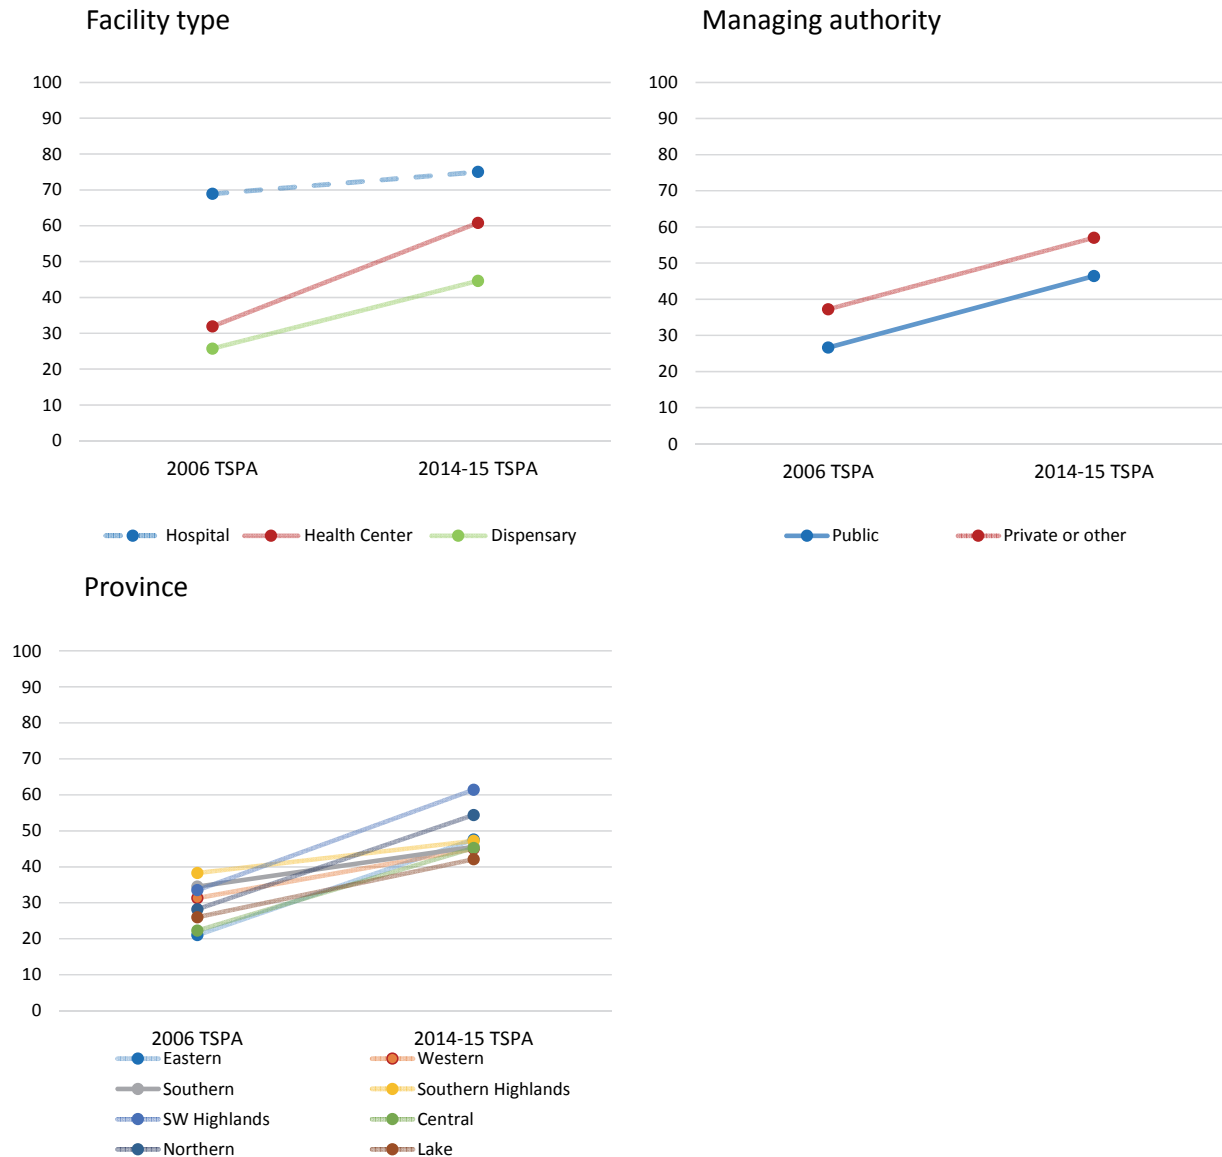 Facility type
100
90
80
70
60
50
40
30
20
10
0
2006 TSPA 2014-15 TSPA
Hospital Health Center Dispensary
Managing authority
100
90
80
70
60
50
40
30
20
10
0
2006 TSPA 2014-15 TSPA
Public Private or other
Province
100
90
80
70
60
50
40
30
20
10
0
2006 TSPA 2014-15 TSPA
Eastern Western
Southern Southern Highlands
SW Highlands Central
Northern Lake